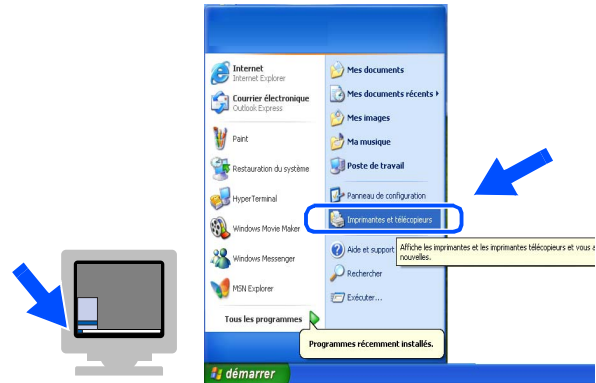 Internet
Internet Explorer
Courrier électronique
Outlook Express
Paint
Restauration du système
HyperTerminal
Windows Movie Maker
Windows Messenger
MSN Explorer
Tous les programmes
Mes documents
Mes documents récents
Mes images
Ma musique
Poste de travail
Panneau de configuration
Imprimantes et télécopieurs
Aide et support
Affiche les imprimantes et les imprimantes télécopieurs et vous a
nouvelles.
Rechercher
Exécuter...
Programmes récemment installés.
démarrer